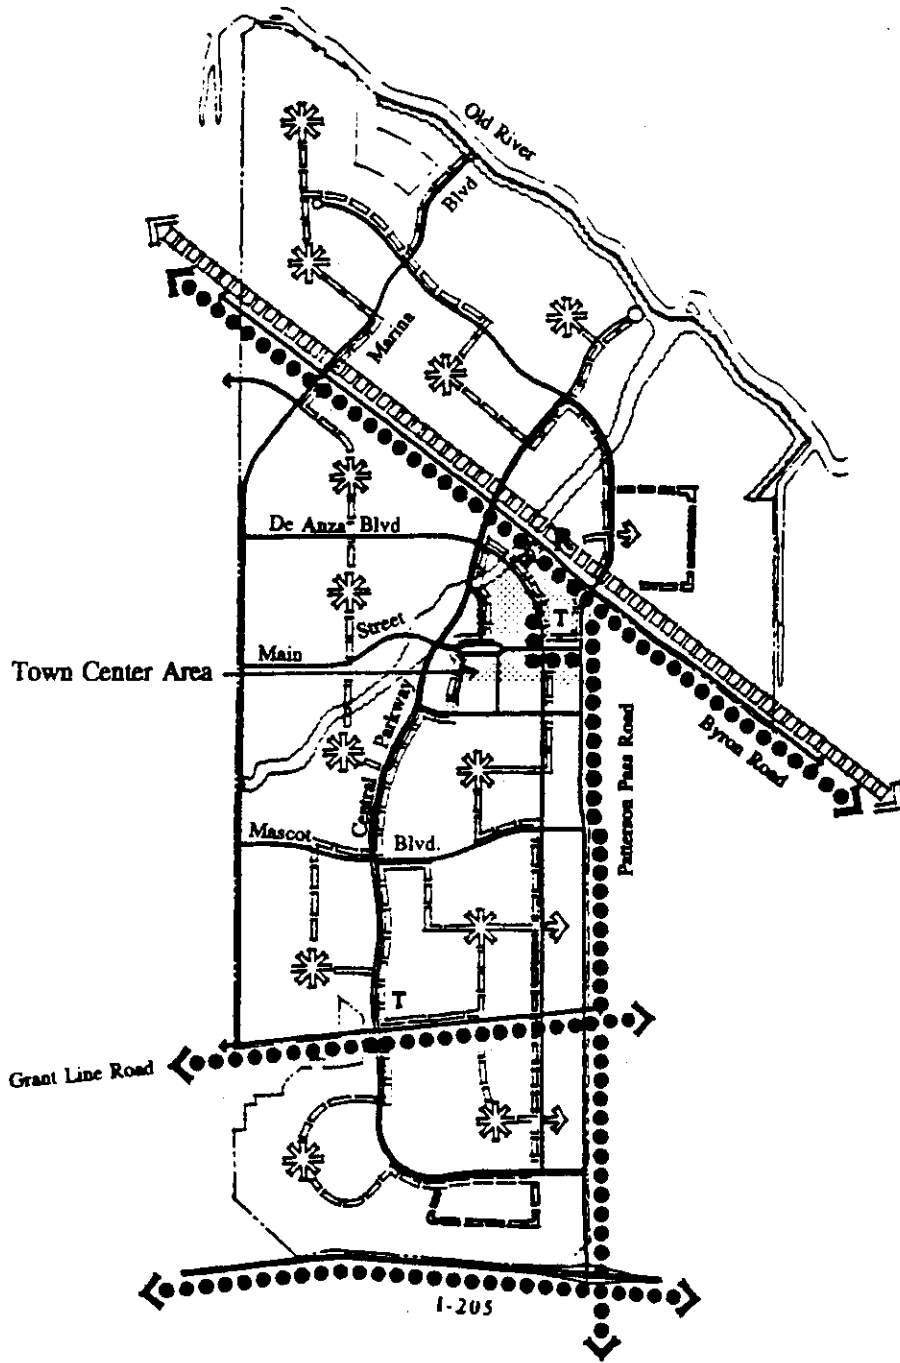 Old River
Blvd
Marina
De Anza Blvd
Street
Main
T
Town Center Area
Parkway
Central
Patterson Pass Road
Byron Road
Mascot
Blvd.
T
Grant Line Road
I-205